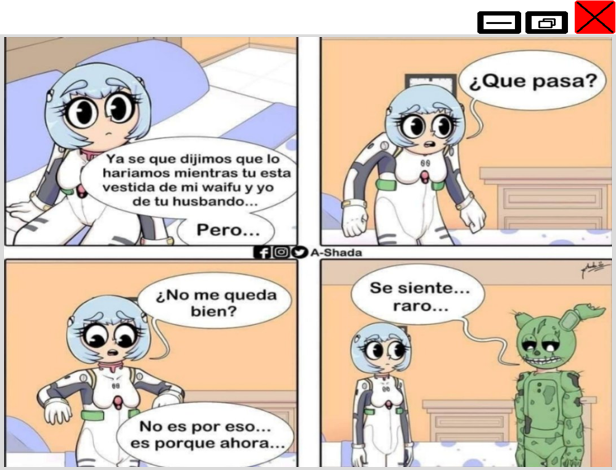 Ya se que dijimos que lo
hariamos mientras tu esta
vestida de mi waifu y yo
de tu husbando...
Pero...
¿Que pasa?
A-Shada
¿No me queda
bien?
No es por eso...
es porque ahora...
Se siente...
raro...